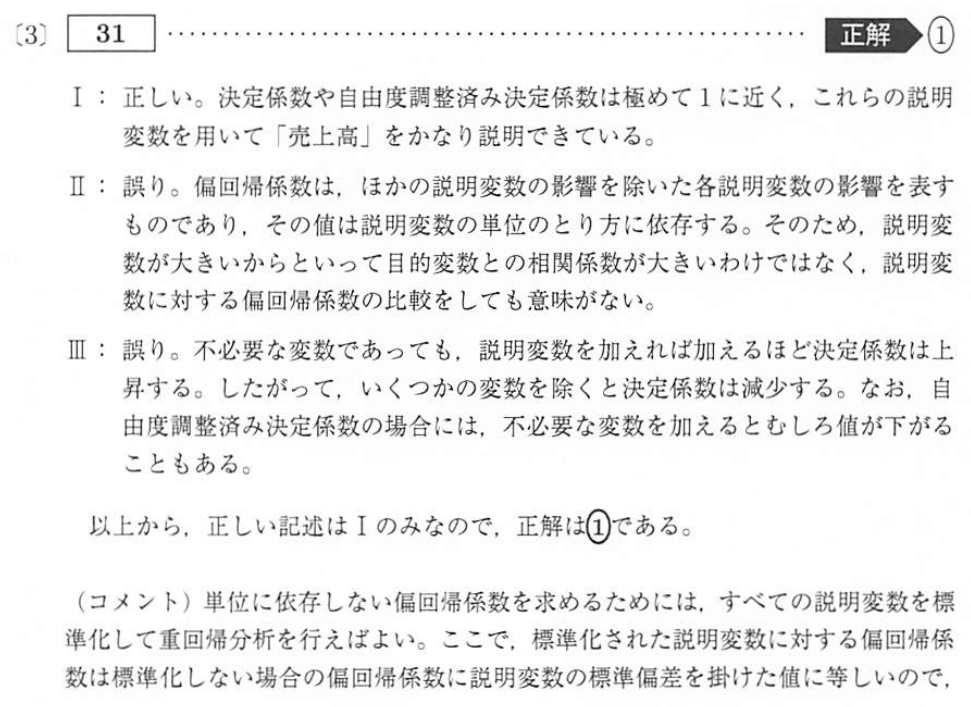 〔3〕 31 …………………………………………………… 正解 ①
Ⅰ：正しい。決定係数や自由度調整済み決定係数は極めて1に近く，これらの説明
変数を用いて「売上高」をかなり説明できている。
Ⅱ：誤り。偏回帰係数は，ほかの説明変数の影響を除いた各説明変数の影響を表す
ものであり，その値は説明変数の単位のとり方に依存する。そのため，説明変
数が大きいからといって目的変数との相関係数が大きいわけではなく，説明変
数に対する偏回帰係数の比較をしても意味がない。
Ⅲ：誤り。不必要な変数であっても，説明変数を加えれば加えるほど決定係数は上
昇する。したがって，いくつかの変数を除くと決定係数は減少する。なお，自
由度調整済み決定係数の場合には，不必要な変数を加えるとむしろ値が下がる
こともある。
以上から，正しい記述はⅠのみなので，正解は①である。
（コメント）単位に依存しない偏回帰係数を求めるためには，すべての説明変数を標
準化して重回帰分析を行えばよい。ここで，標準化された説明変数に対する偏回帰係
数は標準化しない場合の偏回帰係数に説明変数の標準偏差を掛けた値に等しいので，